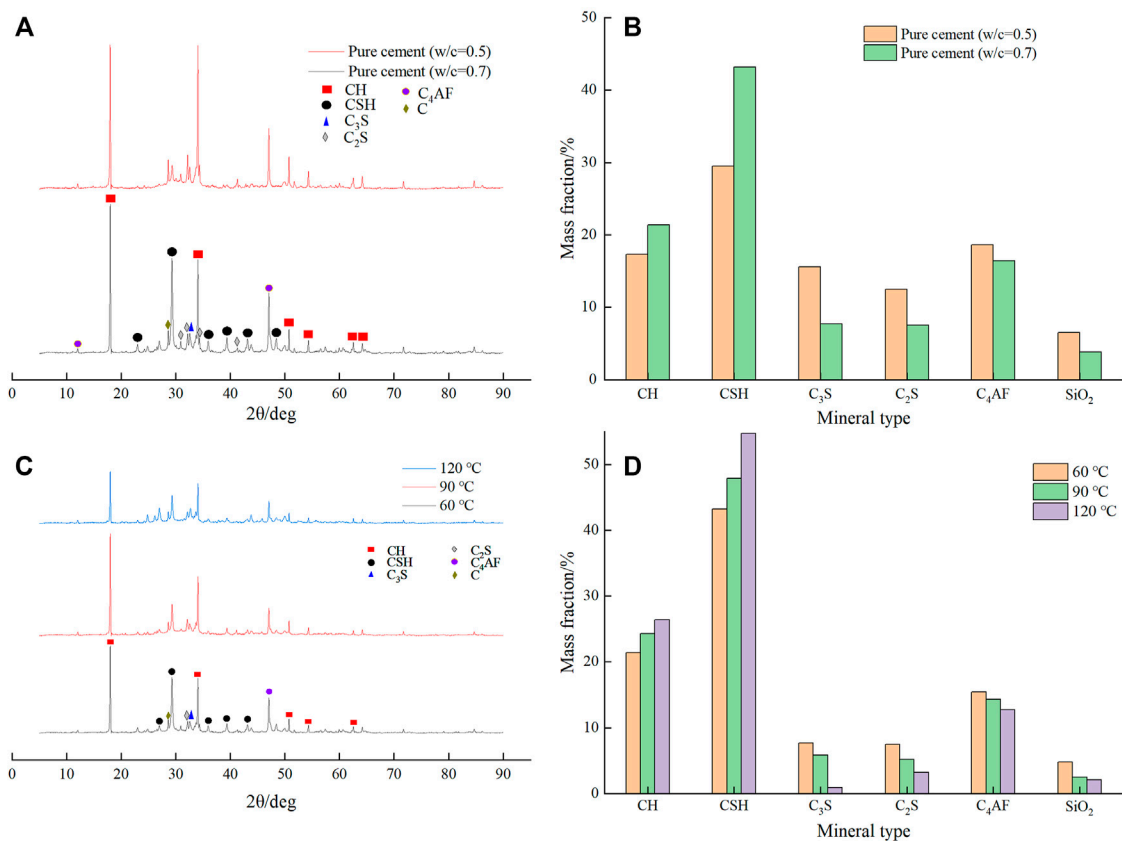 A
Pure cement (w/c=0.5)
Pure cement (w/c=0.7)
CH
CSH
C₃S
C₂S
C₄AF
C
0 10 20 30 40 50 60 70 80 90
2θ/deg
B
Pure cement (w/c=0.5)
Pure cement (w/c=0.7)
50
40
30
20
10
0
Mass fraction/%
CH CSH C₃S C₂S C₄AF SiO₂
Mineral type
C
120 ℃
90 ℃
60 ℃
CH
CSH
C₃S
C₂S
C₄AF
C
0 10 20 30 40 50 60 70 80 90
2θ/deg
D
60 ℃
90 ℃
120 ℃
50
40
30
20
10
0
Mass fraction/%
CH CSH C₃S C₂S C₄AF SiO₂
Mineral type